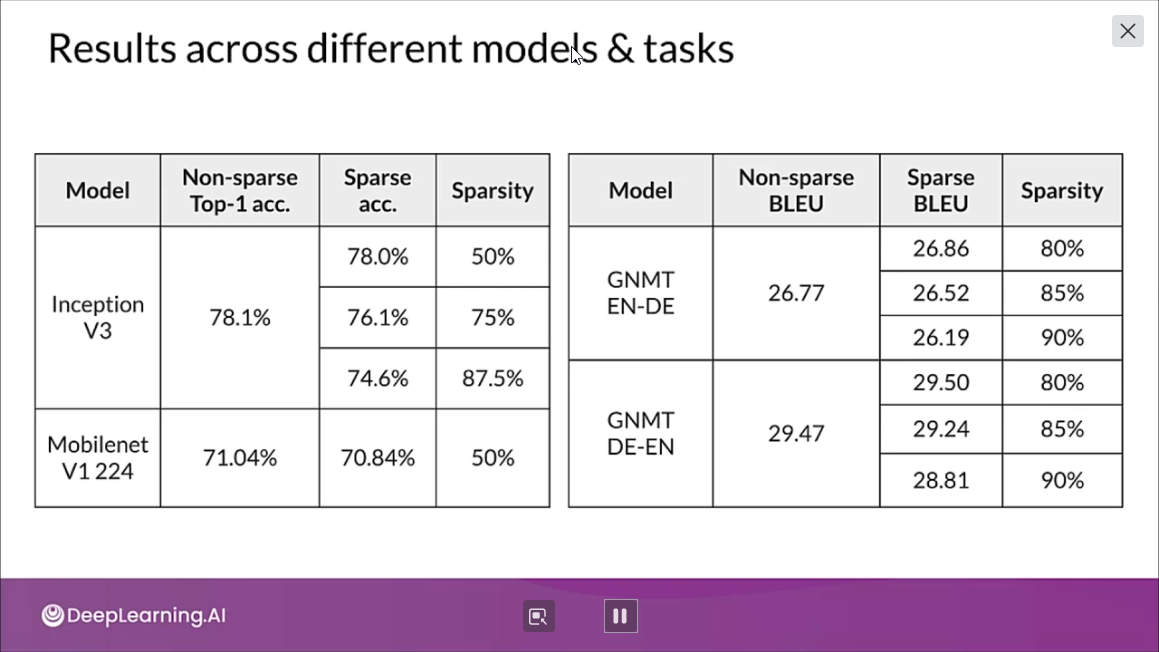 Results across different models & tasks
Model
Non-sparse
Top-1 acc.
Sparse
acc.
Sparsity
Inception
V3
78.1%
78.0%
50%
76.1%
75%
74.6%
87.5%
Mobilenet
V1 224
71.04%
70.84%
50%
Model
Non-sparse
BLEU
Sparse
BLEU
Sparsity
GNMT
EN-DE
26.77
26.86
80%
26.52
85%
26.19
90%
GNMT
DE-EN
29.47
29.50
80%
29.24
85%
28.81
90%
DeepLearning.AI